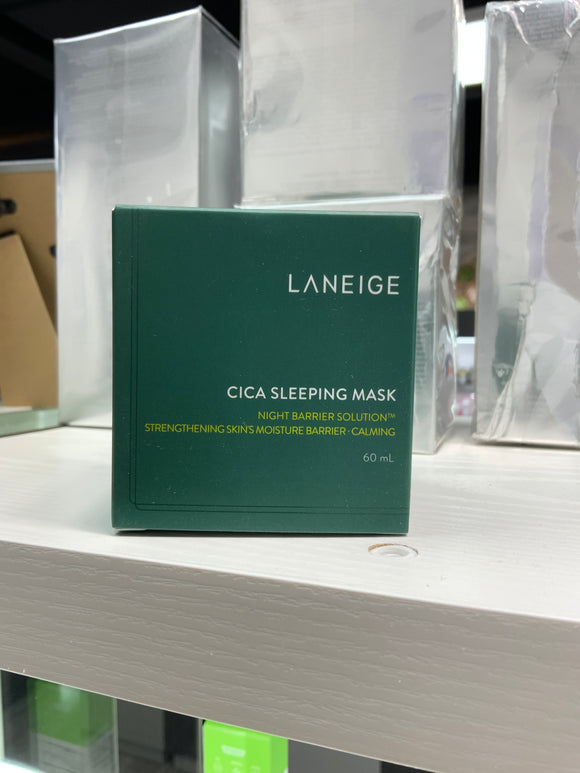 LANEIGE
CICA SLEEPING MASK
NIGHT BARRIER SOLUTION™
STRENGTHENING SKIN'S MOISTURE BARRIER · CALMING
60 mL